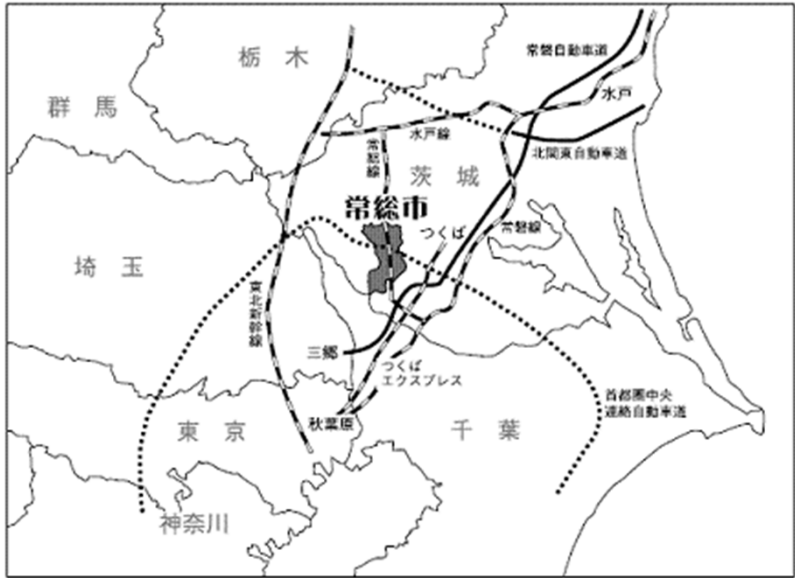 常磐自動車道
栃木
群馬
水戸
水戸線
北関東自動車道
常総線
茨城
常総市
つくば
常磐線
埼玉
東北新幹線
三郷
つくば
エクスプレス
首都圏中央
連絡自動車道
秋葉原
東京
千葉
神奈川